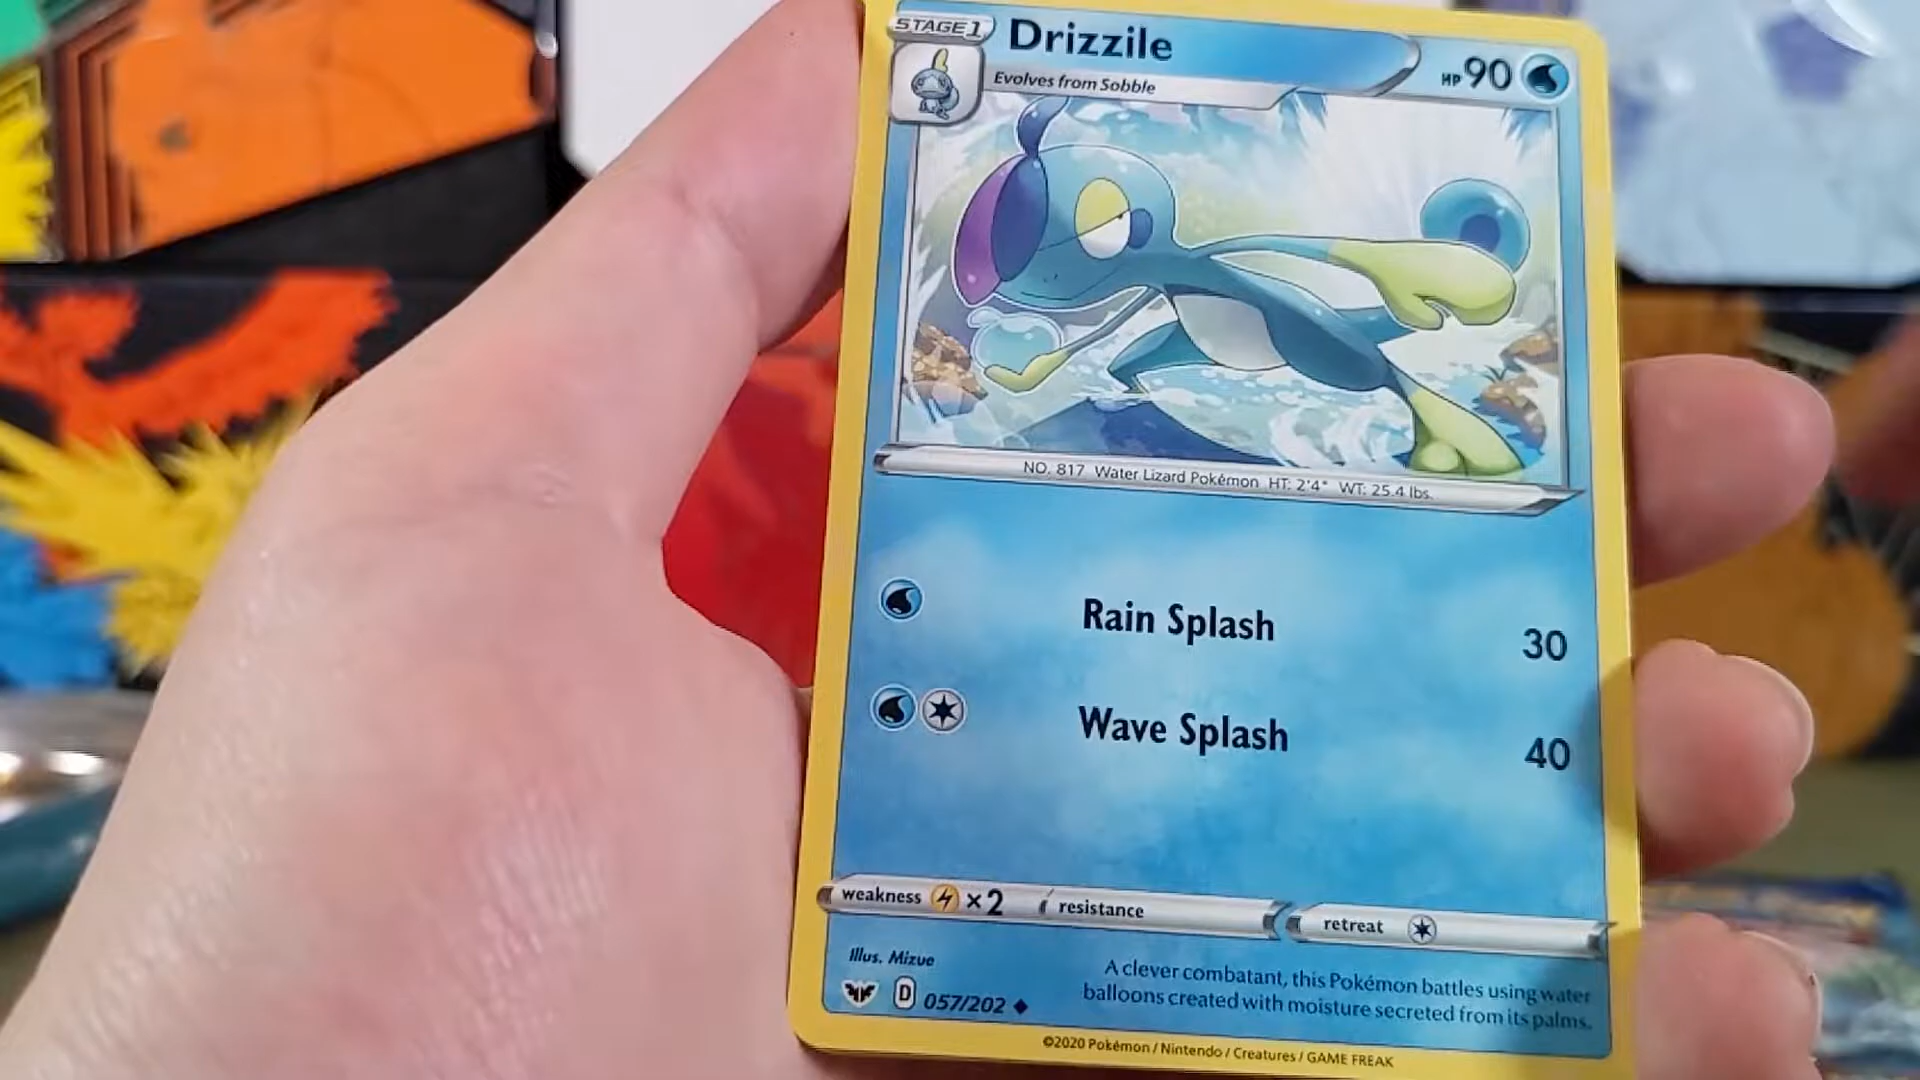 STAGE 1
Drizzile
HP 90
Evolves from Sobble
NO. 817 Water Lizard Pokémon HT: 2'4" WT: 25.4 lbs.
Rain Splash 30
Wave Splash 40
weakness ×2 resistance retreat
Illus. Mizue
D 057/202
A clever combatant, this Pokémon battles using water
balloons created with moisture secreted from its palms.
©2020 Pokémon / Nintendo / Creatures / GAME FREAK